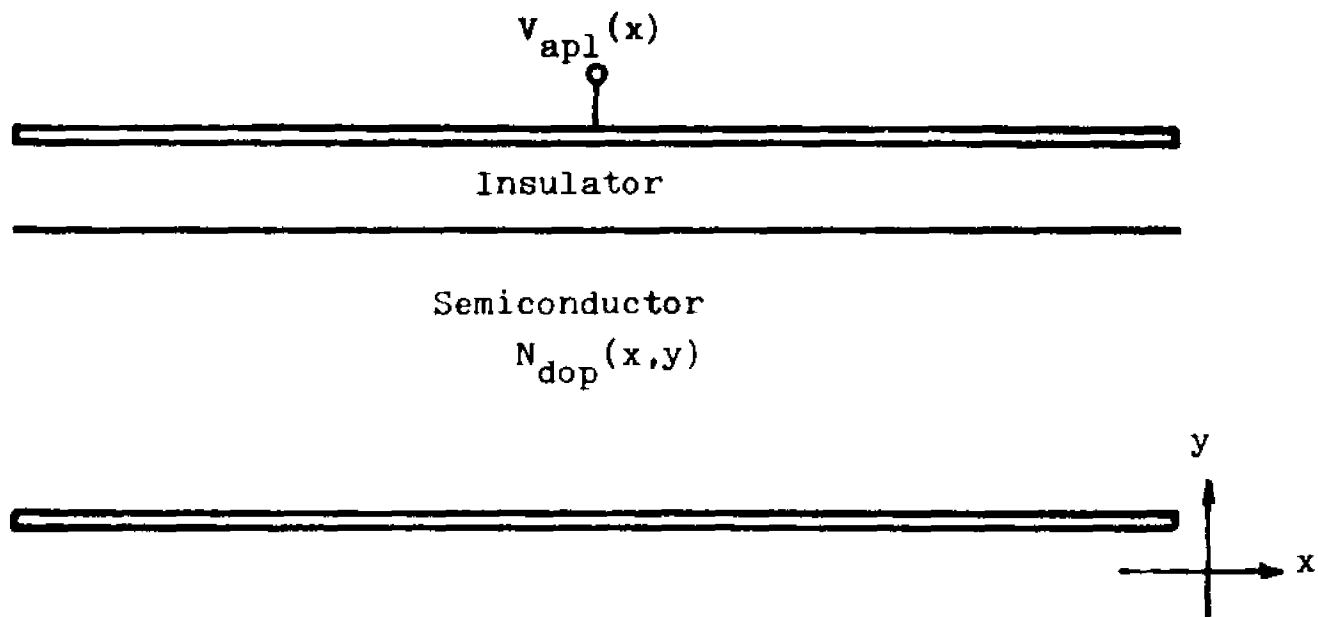 V_apl(x)
Insulator
Semiconductor
N_dop(x,y)
y
x